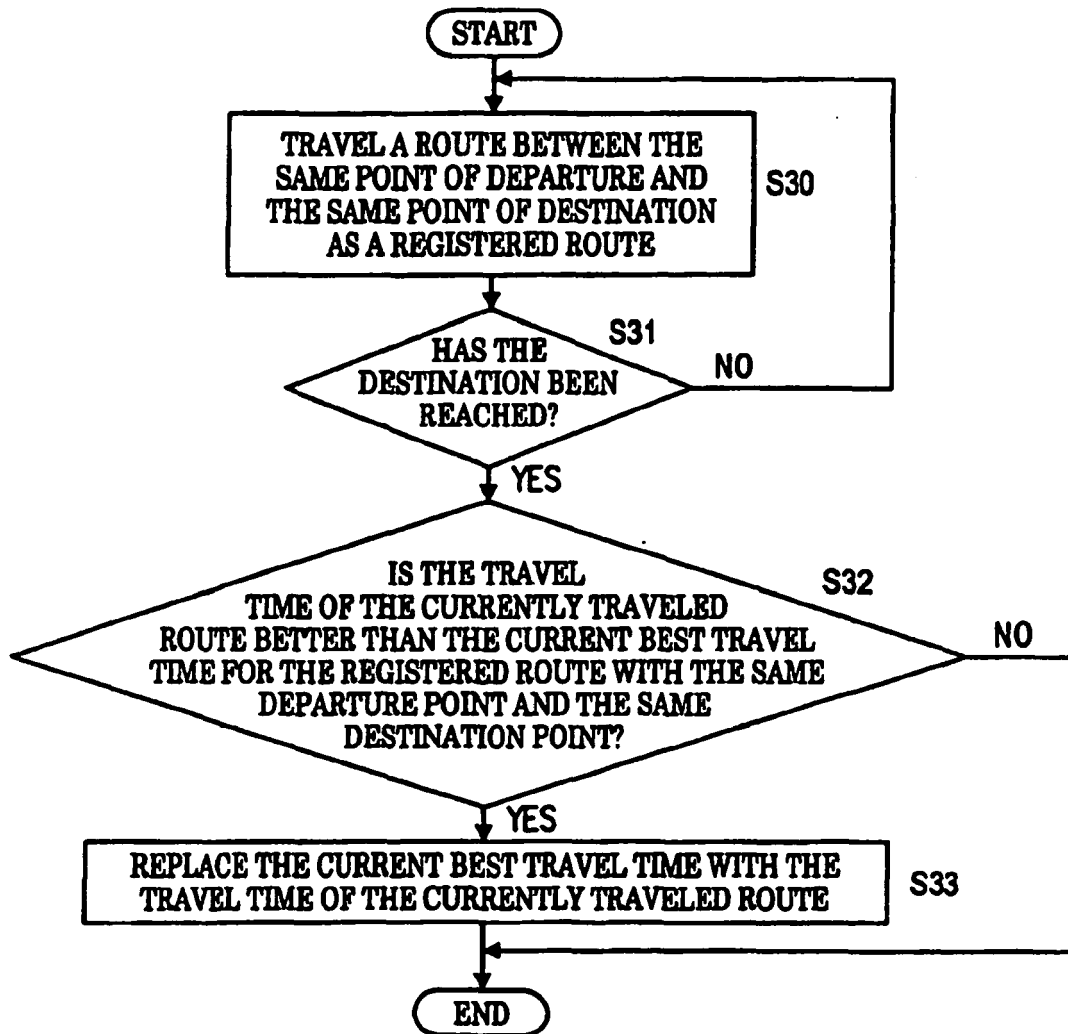 START
TRAVEL A ROUTE BETWEEN THE
SAME POINT OF DEPARTURE AND
THE SAME POINT OF DESTINATION
AS A REGISTERED ROUTE
S30
S31
HAS THE
DESTINATION BEEN
REACHED?
NO
YES
IS THE TRAVEL
TIME OF THE CURRENTLY TRAVELED
ROUTE BETTER THAN THE CURRENT BEST TRAVEL
TIME FOR THE REGISTERED ROUTE WITH THE SAME
DEPARTURE POINT AND THE SAME
DESTINATION POINT?
S32
NO
YES
REPLACE THE CURRENT BEST TRAVEL TIME WITH THE
TRAVEL TIME OF THE CURRENTLY TRAVELED ROUTE
S33
END